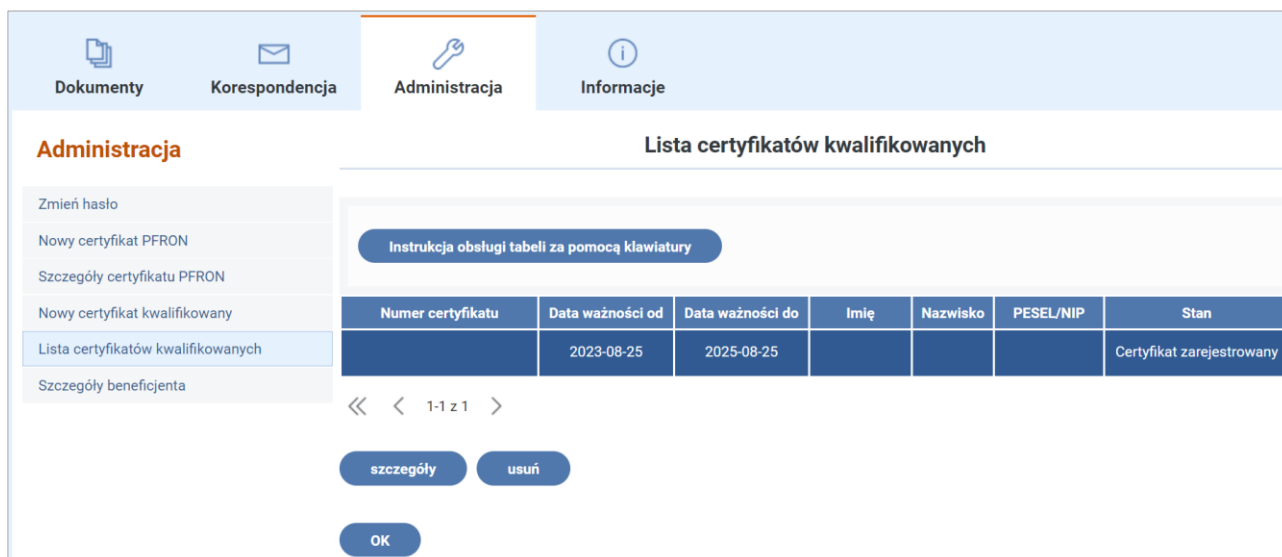 Dokumenty Korespondencja Administracja Informacje
Administracja
Lista certyfikatów kwalifikowanych
Zmień hasło
Nowy certyfikat PFRON
Szczegóły certyfikatu PFRON
Nowy certyfikat kwalifikowany
Lista certyfikatów kwalifikowanych
Szczegóły beneficjenta
Instrukcja obsługi tabeli za pomocą klawiatury
Numer certyfikatu Data ważności od Data ważności do Imię Nazwisko PESEL/NIP Stan
2023-08-25 2025-08-25 Certyfikat zarejestrowany
1-1 z 1
szczegóły usuń
OK